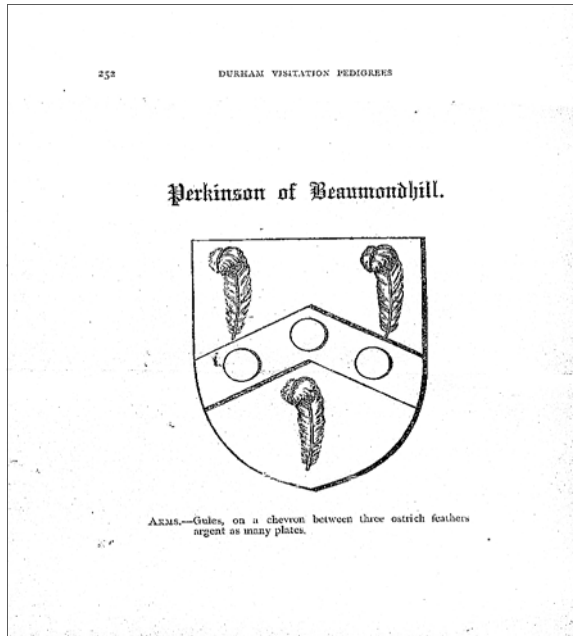 252
DURHAM VISITATION PEDIGREES
Perkinson of Beaumondhill.
ARMS.—Gules, on a chevron between three ostrich feathers
argent as many plates.